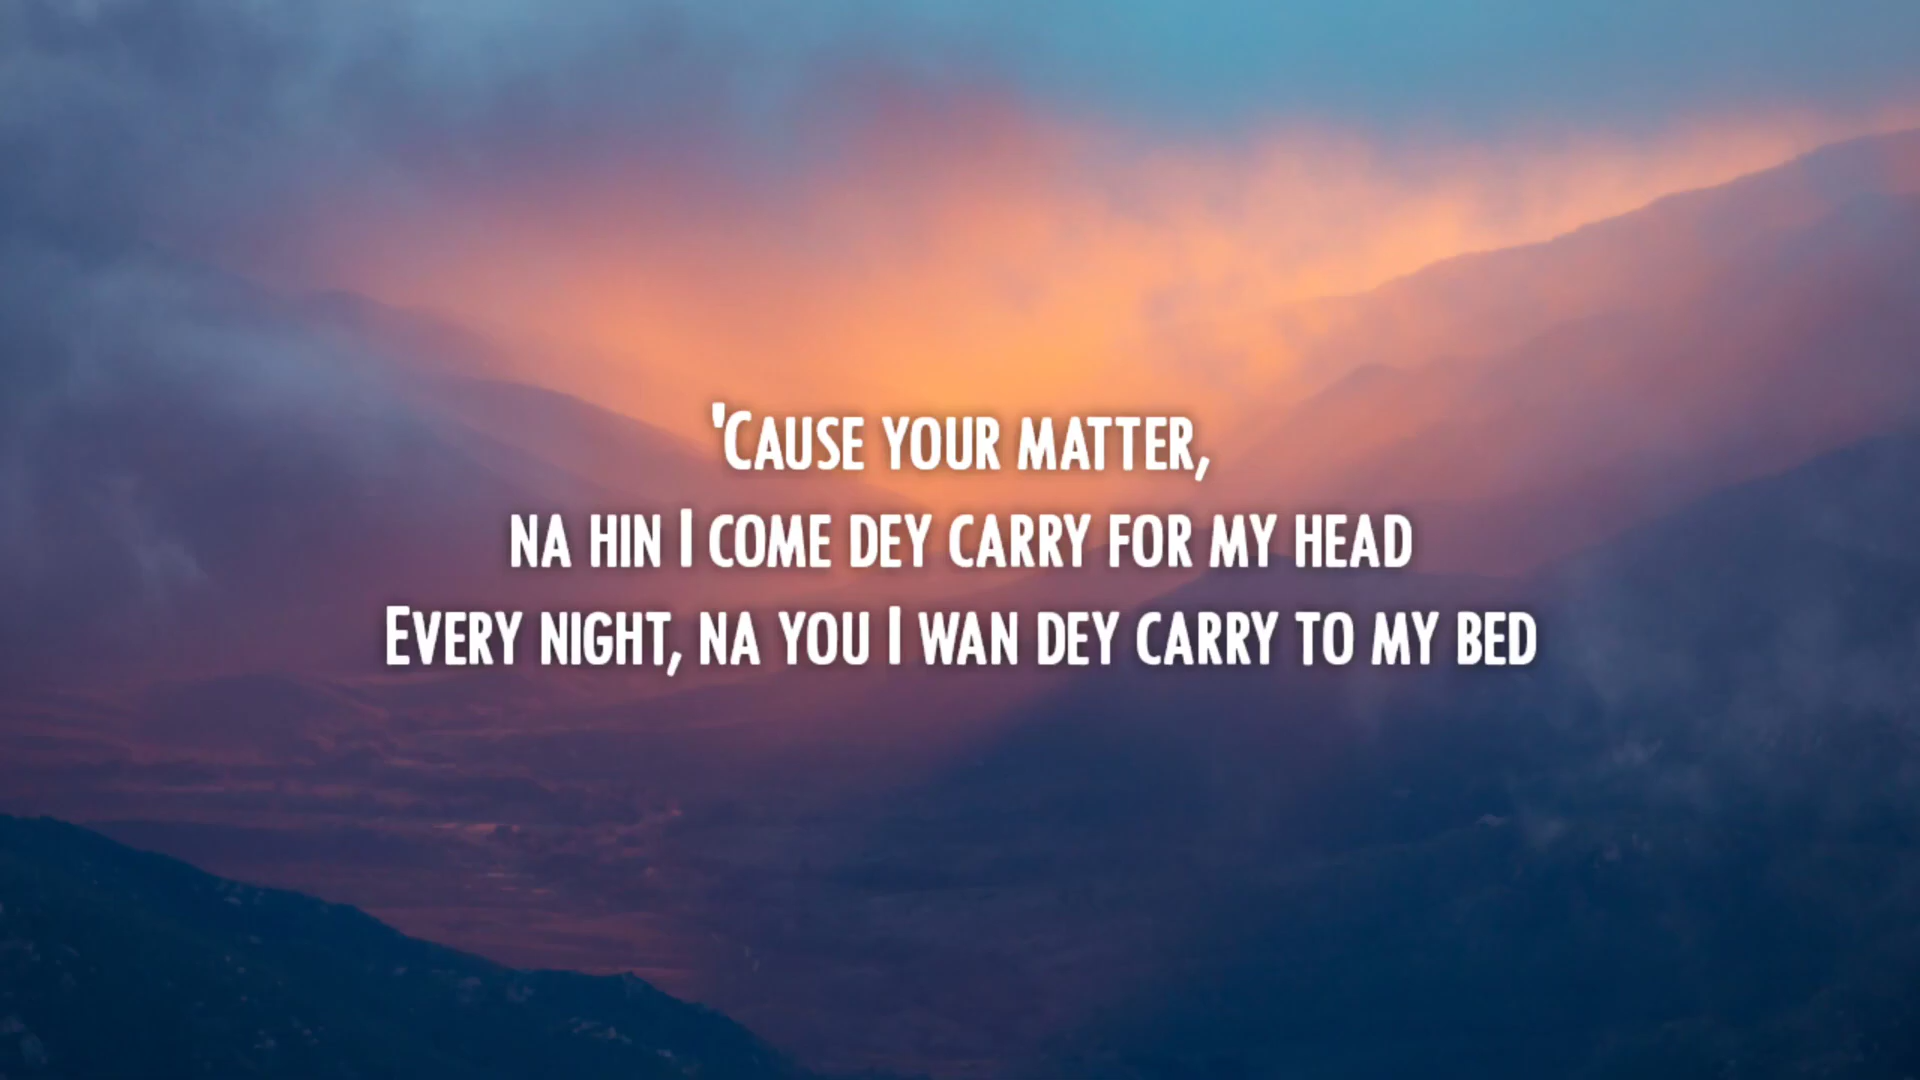 'Cause your matter,
na hin I come dey carry for my head
Every night, na you I wan dey carry to my bed